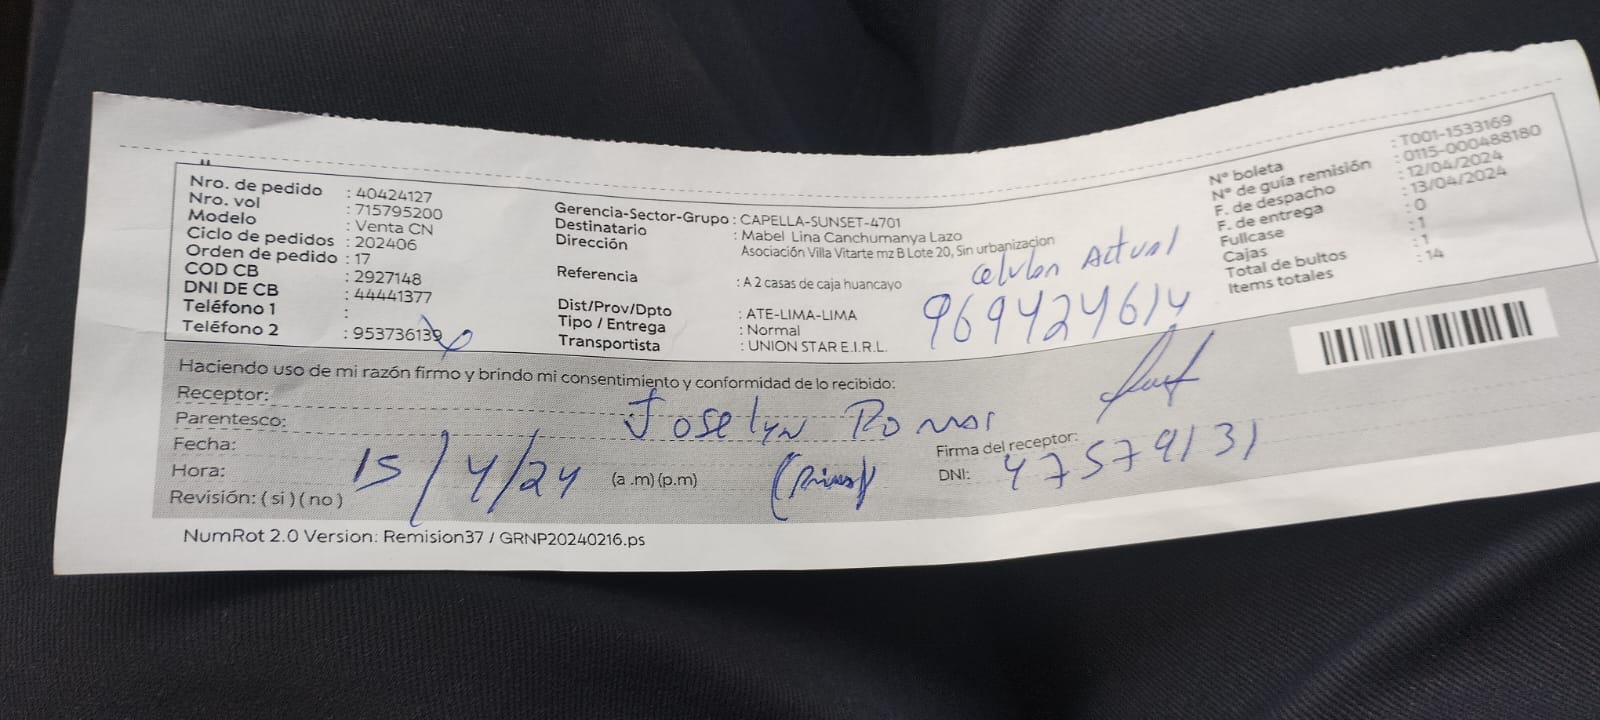 Nro. de pedido : 40424127
Nro. vol : 715795200
Modelo : Venta CN
Ciclo de pedidos : 202406
Orden de pedido : 17
COD CB : 2927148
DNI DE CB : 44441377
Teléfono 1 :
Teléfono 2 : 953736139
Gerencia-Sector-Grupo : CAPELLA-SUNSET-4701
Destinatario : Mabel Lina Canchumanya Lazo
Dirección Asociación Villa Vitarte mz B Lote 20, Sin urbanizacion
Referencia : A 2 casas de caja huancayo
Dist/Prov/Dpto : ATE-LIMA-LIMA
Tipo / Entrega : Normal
Transportista : UNION STAR E.I.R.L.
Celular Actual
969424614
N° boleta : T001-1533169
N° de guía remisión : 0115-000488180
F. de despacho : 12/04/2024
F. de entrega : 13/04/2024
Fullcase : 0
Cajas : 1
Total de bultos : 1
Items totales : 14
Haciendo uso de mi razón firmo y brindo mi consentimiento y conformidad de lo recibido:
Receptor: Joselyn
Parentesco:
Fecha: 15/4/24
Hora: (a .m) (p.m)
Revisión: ( si ) ( no )
Firma del receptor:
DNI: 47579131
NumRot 2.0 Version: Remision37 / GRNP20240216.ps